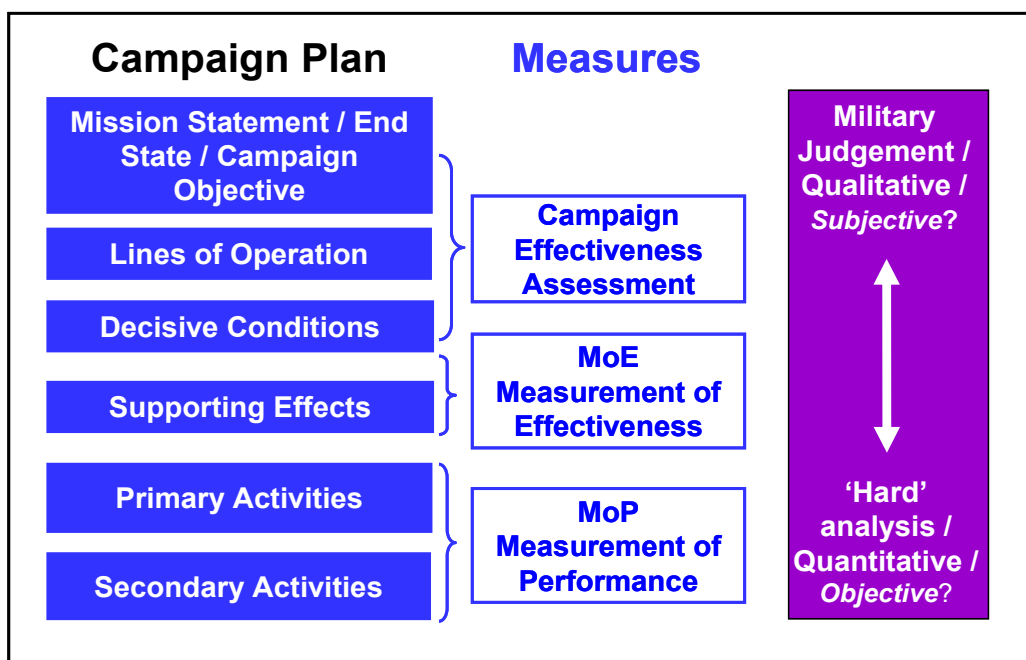 Campaign Plan
Measures
Mission Statement / End
State / Campaign
Objective
Lines of Operation
Decisive Conditions
Supporting Effects
Primary Activities
Secondary Activities
Campaign
Effectiveness
Assessment
MoE
Measurement of
Effectiveness
MoP
Measurement of
Performance
Military
Judgement /
Qualitative /
Subjective?
‘Hard’
analysis /
Quantitative /
Objective?